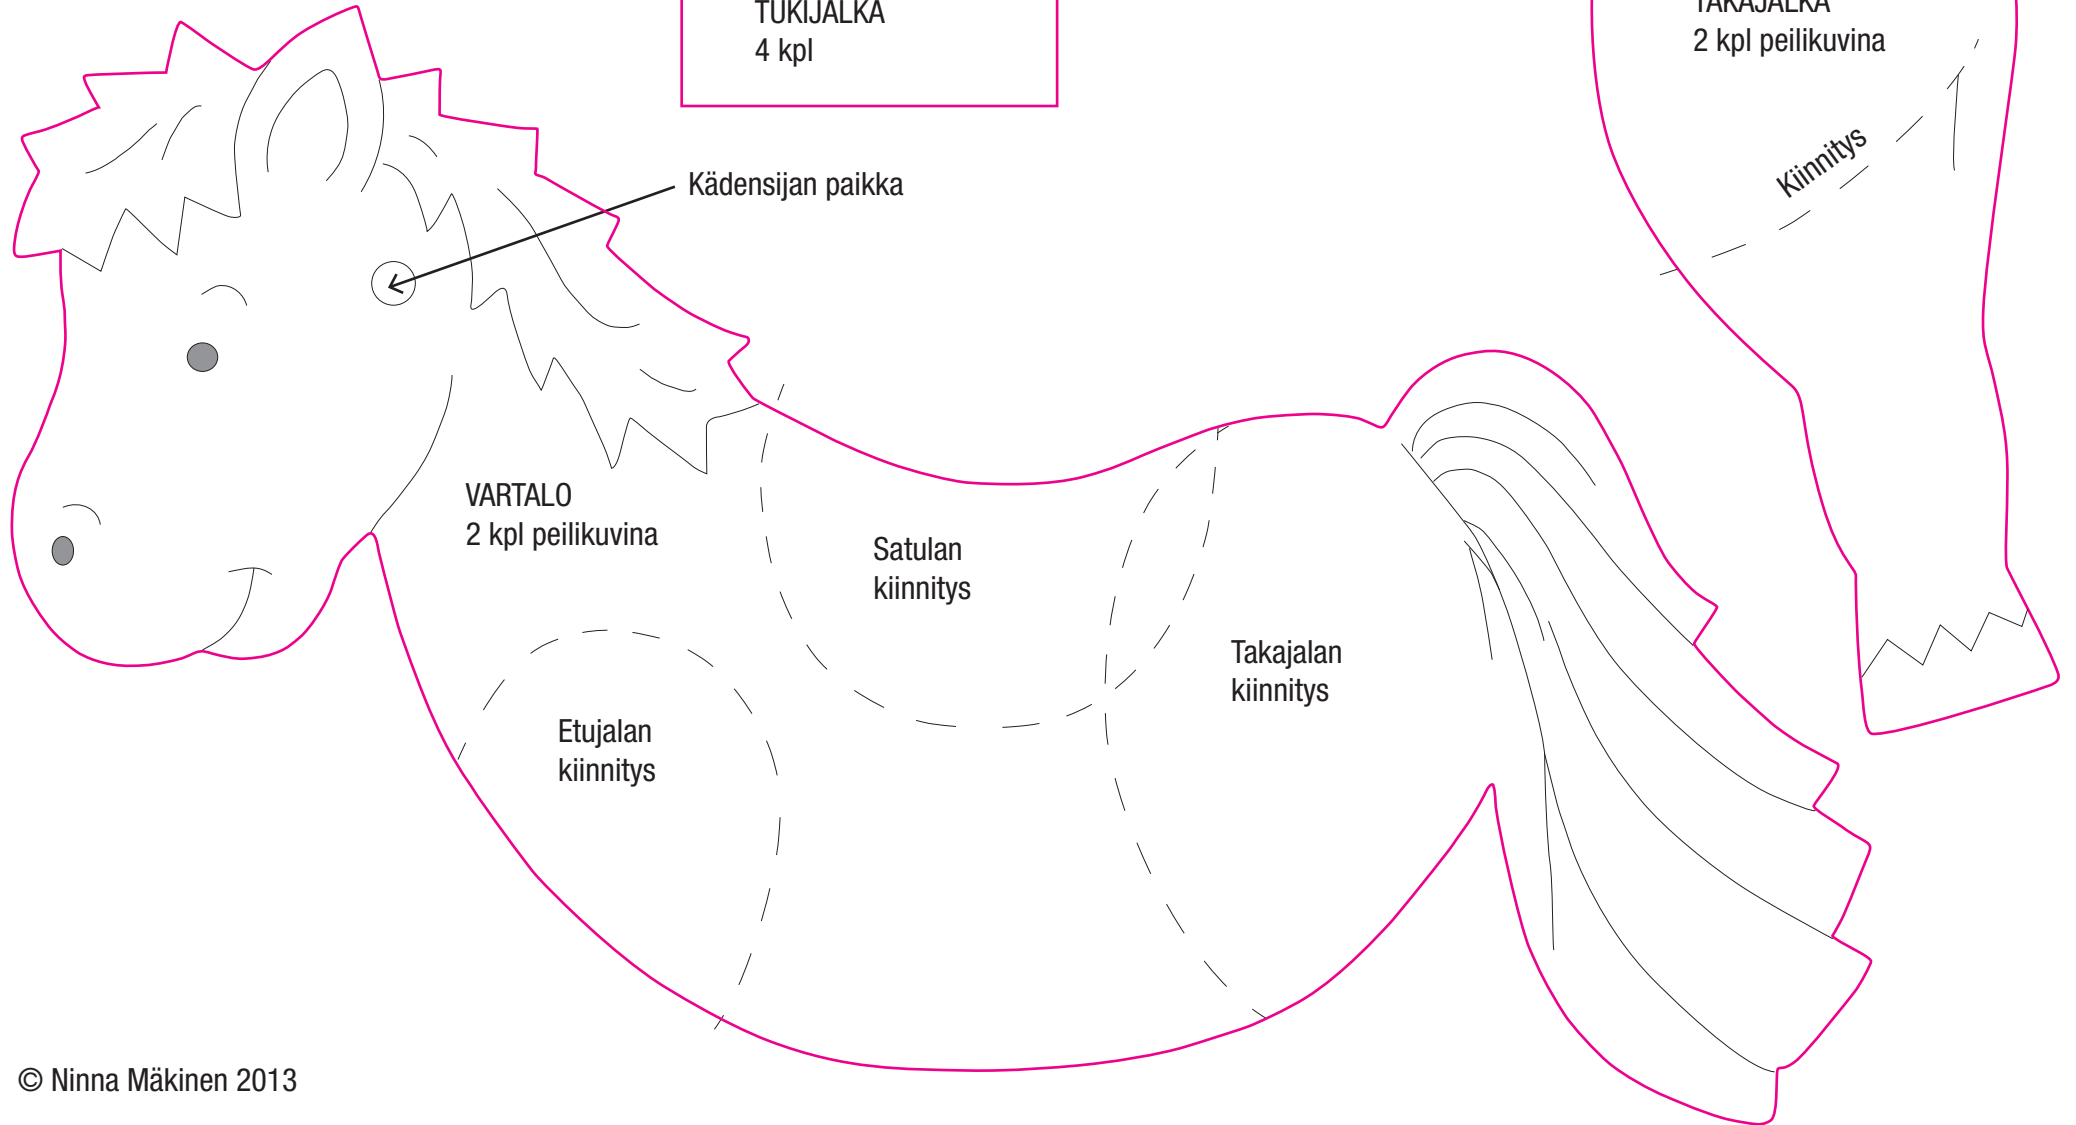 TUKIJALKA
4 kpl
TAKAJALKA
2 kpl peilikuvina
Kiinnitys
Kädensijan paikka
VARTALO
2 kpl peilikuvina
Satulan
kiinnitys
Takajalan
kiinnitys
Etujalan
kiinnitys
© Ninna Mäkinen 2013